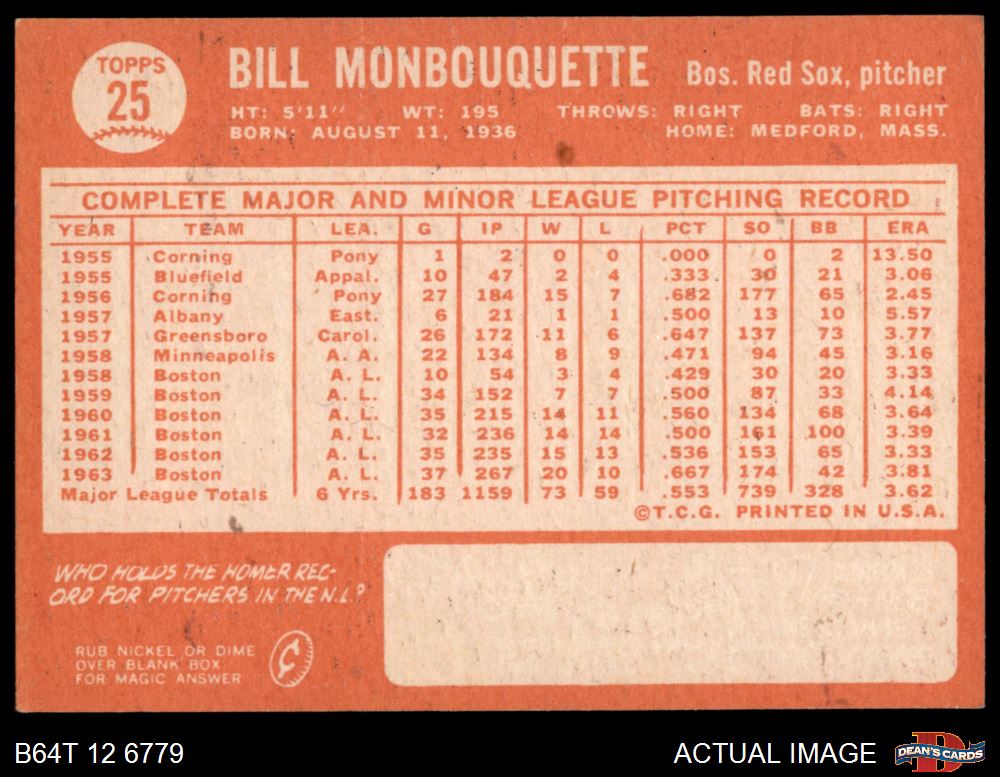 TOPPS
25
BILL MONBOUQUETTE Bos. Red Sox, pitcher
HT: 5'11" WT: 195 THROWS: RIGHT BATS: RIGHT
BORN: AUGUST 11, 1936 HOME: MEDFORD, MASS.
COMPLETE MAJOR AND MINOR LEAGUE PITCHING RECORD
YEAR TEAM LEA. G IP W L PCT SO BB ERA
1955 Corning Pony 1 2 0 0 .000 0 2 13.50
1955 Bluefield Appal. 10 47 2 4 .333 30 21 3.06
1956 Corning Pony 27 184 15 7 .682 177 65 2.45
1957 Albany East. 6 21 1 1 .500 13 10 5.57
1957 Greensboro Carol. 26 172 11 6 .647 137 73 3.77
1958 Minneapolis A. A. 22 134 8 9 .471 94 45 3.16
1958 Boston A. L. 10 54 3 4 .429 30 20 3.33
1959 Boston A. L. 34 152 7 7 .500 87 33 4.14
1960 Boston A. L. 35 215 14 11 .560 134 68 3.64
1961 Boston A. L. 32 236 14 14 .500 161 100 3.39
1962 Boston A. L. 35 235 15 13 .536 153 65 3.33
1963 Boston A. L. 37 267 20 10 .667 174 42 3.81
Major League Totals 6 Yrs. 183 1159 73 59 .553 739 328 3.62
©T.C.G. PRINTED IN U.S.A.
WHO HOLDS THE HOMER REC-
ORD FOR PITCHERS IN THE N.L?
RUB NICKEL OR DIME
OVER BLANK BOX
FOR MAGIC ANSWER
¢
B64T 12 6779 ACTUAL IMAGE D DEAN'S CARDS